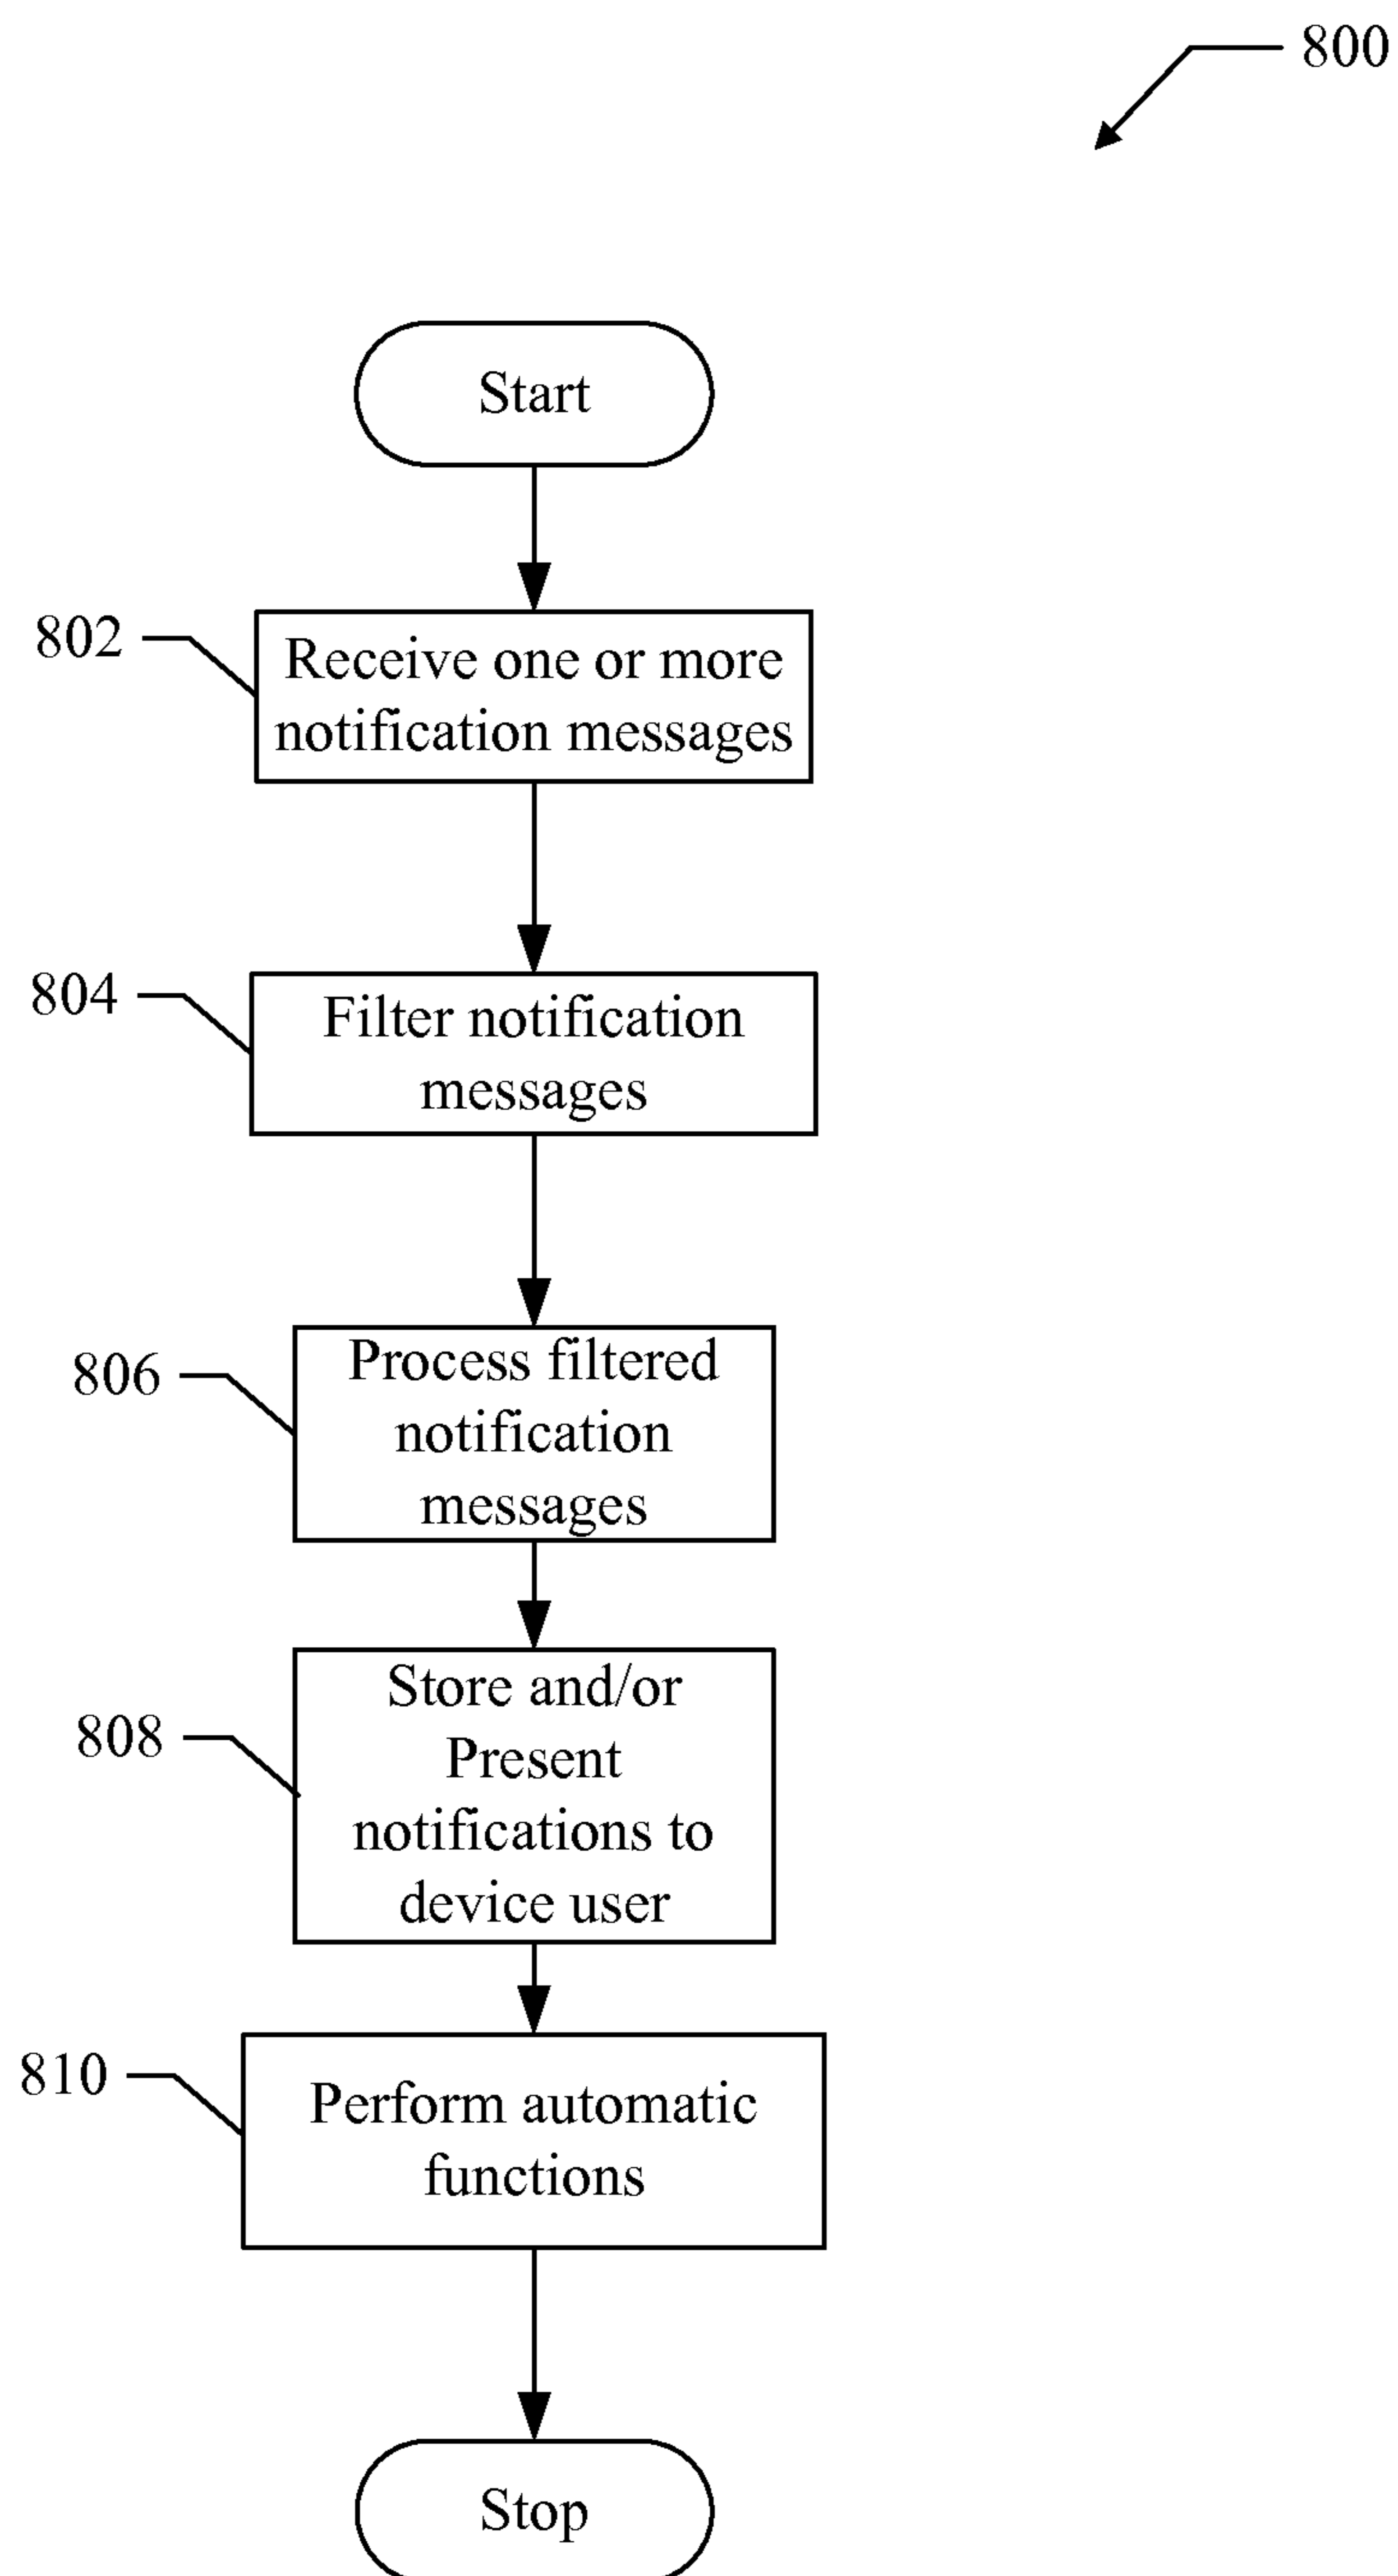 800
Start
802
Receive one or more
notification messages
804
Filter notification
messages
806
Process filtered
notification
messages
808
Store and/or
Present
notifications to
device user
810
Perform automatic
functions
Stop